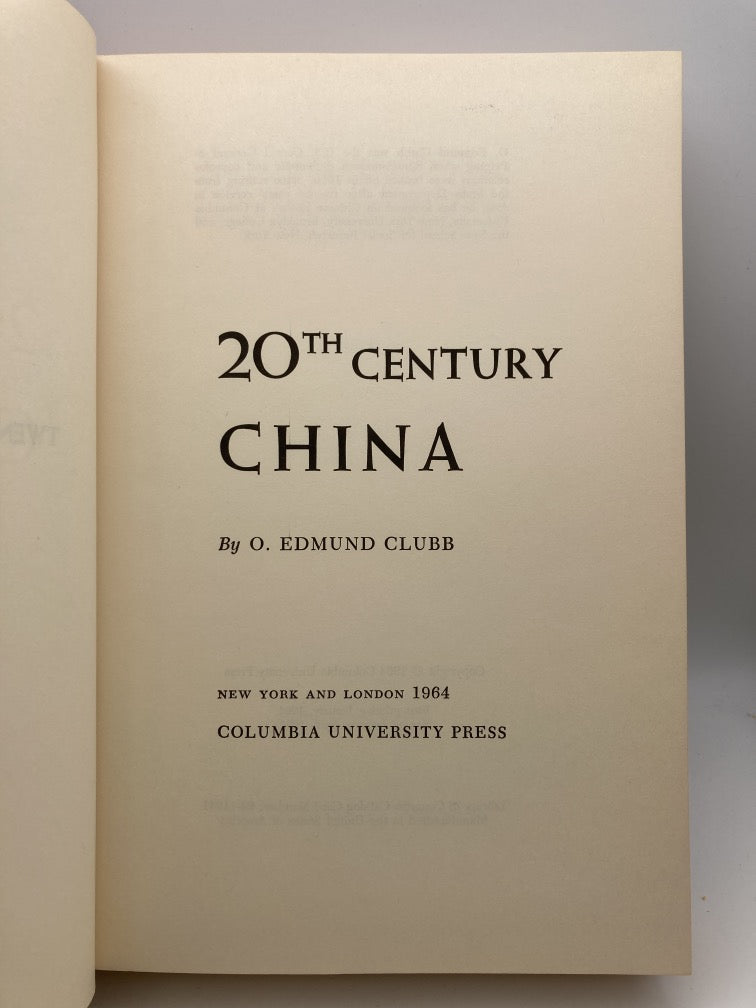 20TH CENTURY
CHINA
By O. EDMUND CLUBB
NEW YORK AND LONDON 1964
COLUMBIA UNIVERSITY PRESS